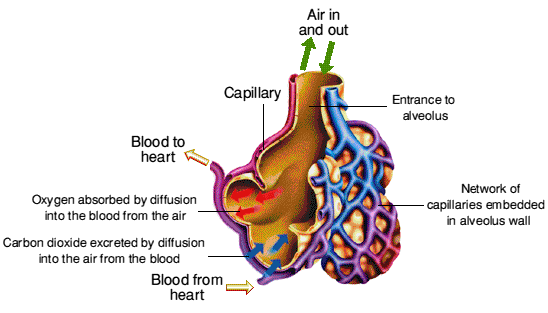 Air in
and out
Capillary
Entrance to
alveolus
Blood to
heart
Oxygen absorbed by diffusion
into the blood from the air
Network of
capillaries embedded
in alveolus wall
Carbon dioxide excreted by diffusion
into the air from the blood
Blood from
heart